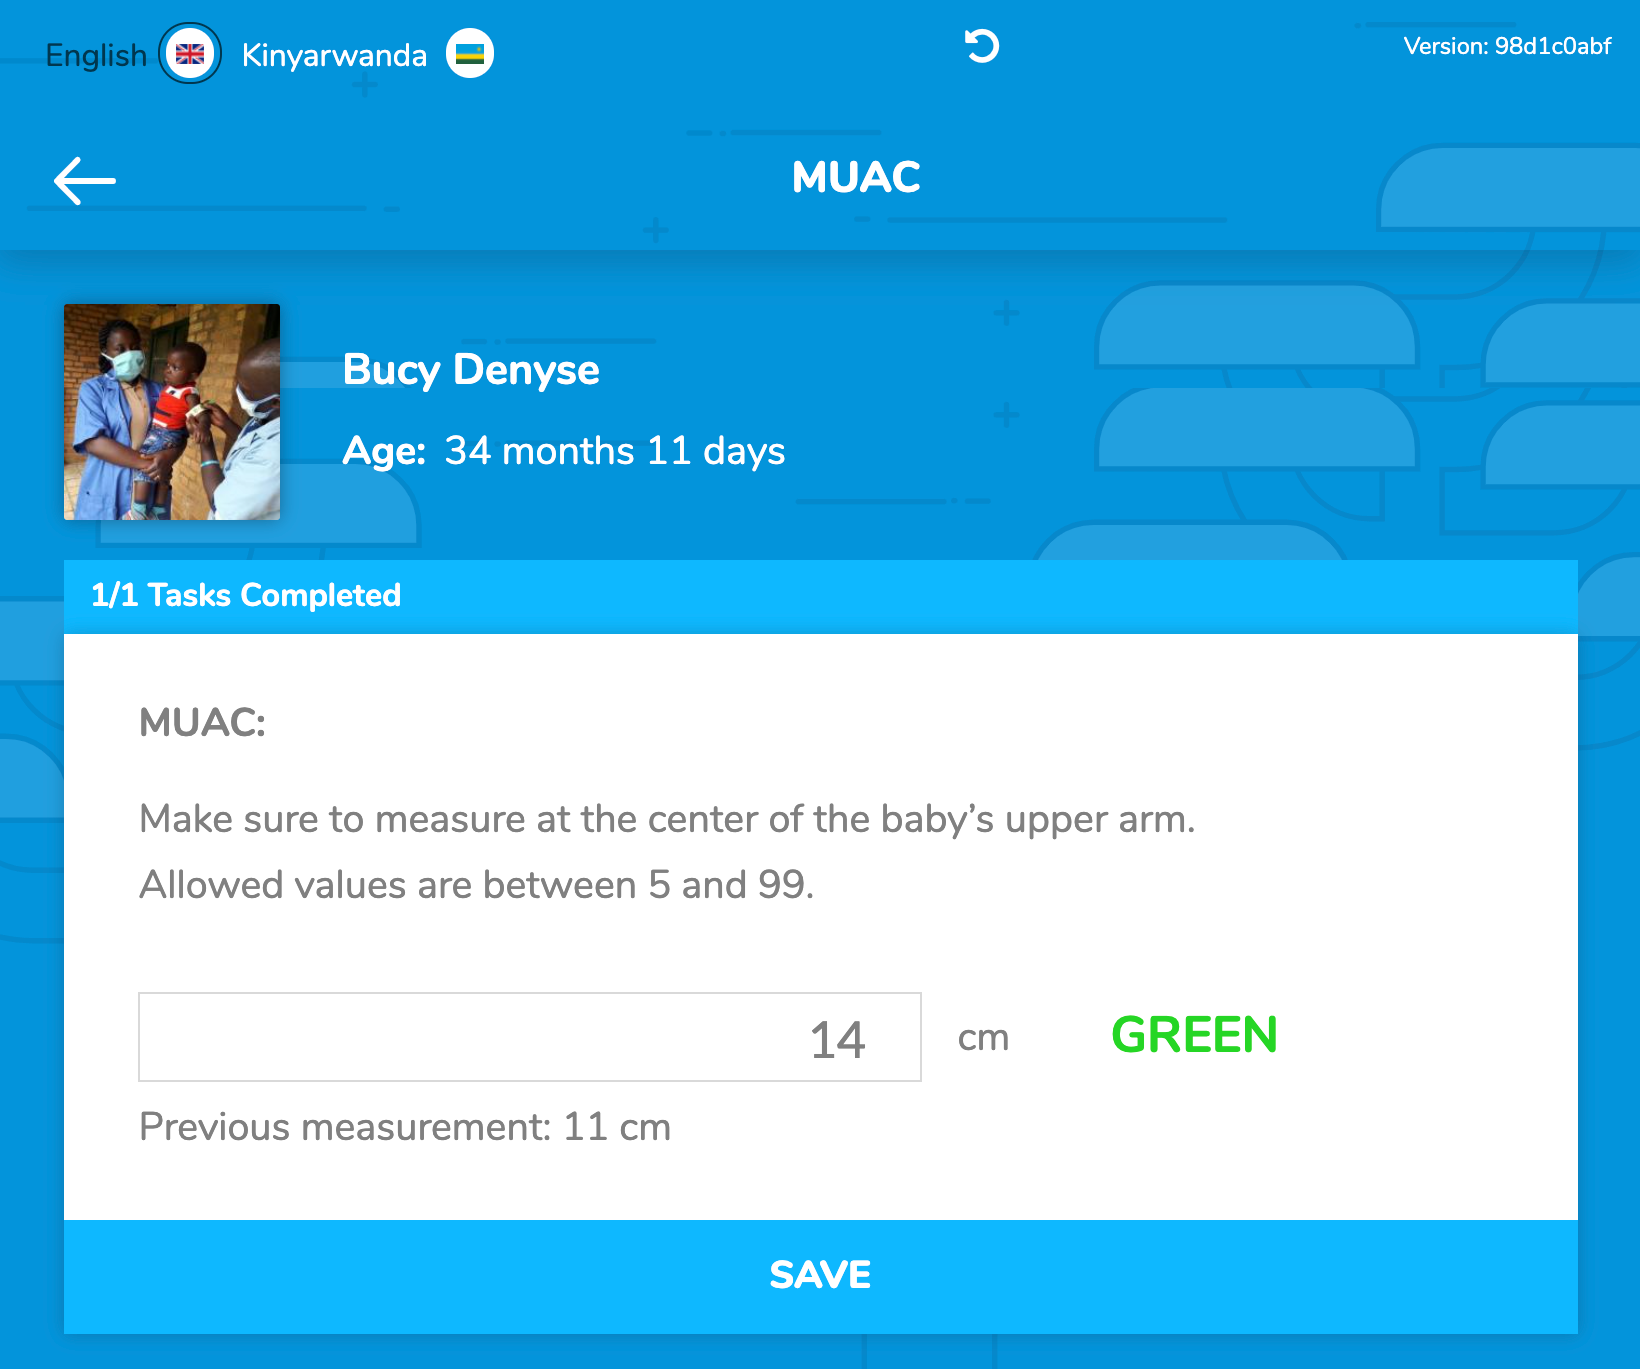 English Kinyarwanda Version: 98d1c0abf
MUAC
Bucy Denyse
Age: 34 months 11 days
1/1 Tasks Completed
MUAC:
Make sure to measure at the center of the baby’s upper arm.
Allowed values are between 5 and 99.
14 cm GREEN
Previous measurement: 11 cm
SAVE